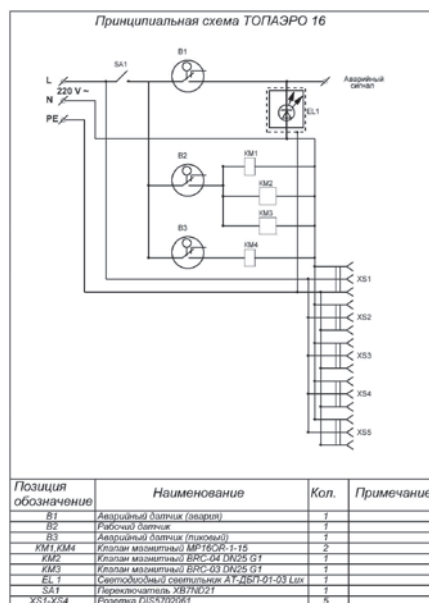 Принципиальная схема ТОПАЭРО 16
B1
SA1
L
220 V ~
N
PE
Аварийный
сигнал
EL1
B2
KM1
KM2
KM3
B3
KM4
XS1
XS2
XS3
XS4
XS5
Позиция обозначение Наименование Кол. Примечание
B1 Аварийный датчик (авария) 1
B2 Рабочий датчик 1
B3 Аварийный датчик (пиковый) 1
KM1,KM4 Клапан магнитный MP16OR-1-15 2
KM2 Клапан магнитный BRC-04 DN25 G1 1
KM3 Клапан магнитный BRC-03 DN25 G1 1
EL 1 Светодиодный светильник АТ-ДБП-01-03 Lux 1
SA1 Переключатель XB7ND21 1
XS1-XS4 Розетка DIS5702061 5